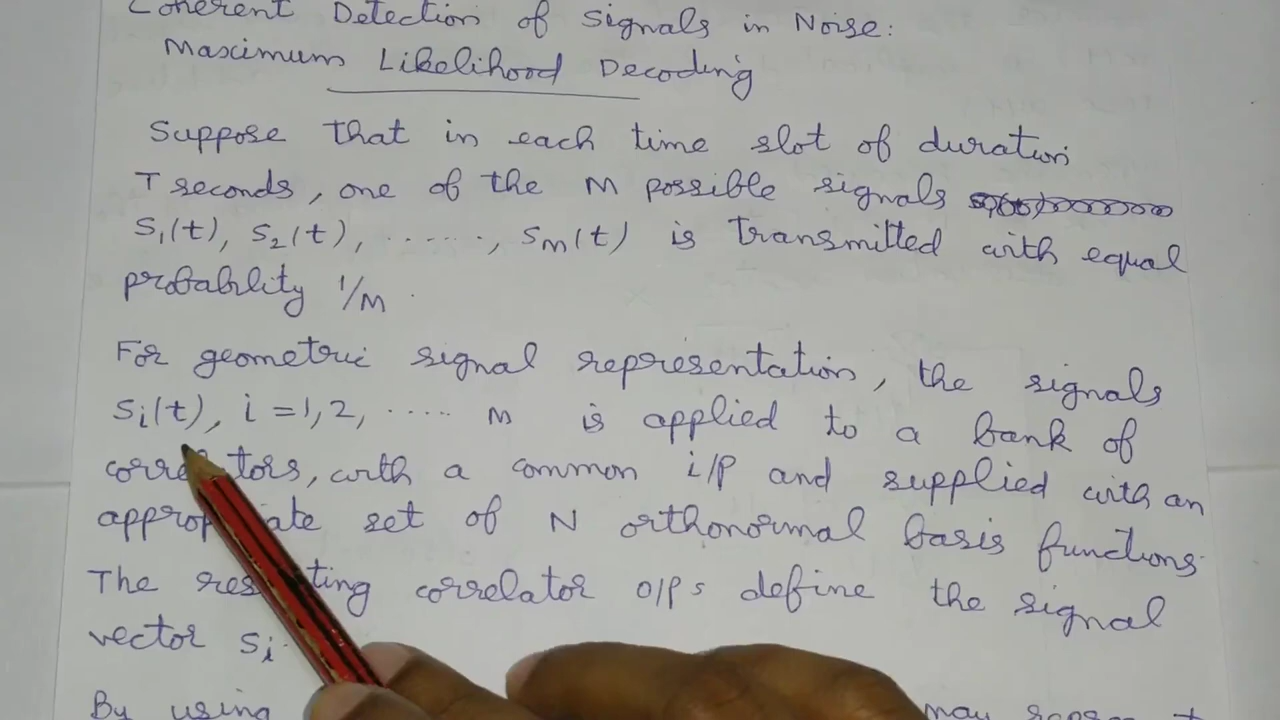 Coherent Detection of Signals in Noise:
Maximum Likelihood Decoding
Suppose that in each time slot of duration
T seconds, one of the M possible signals
S1(t), S2(t), ......, SM(t) is transmitted with equal
probability 1/M.
For geometric signal representation, the signals
Si(t), i = 1, 2, ..... M is applied to a bank of
correlators, with a common i/p and supplied with an
appropriate set of N orthonormal basis functions.
The resulting correlator o/ps define the signal
vector Si.
By using may